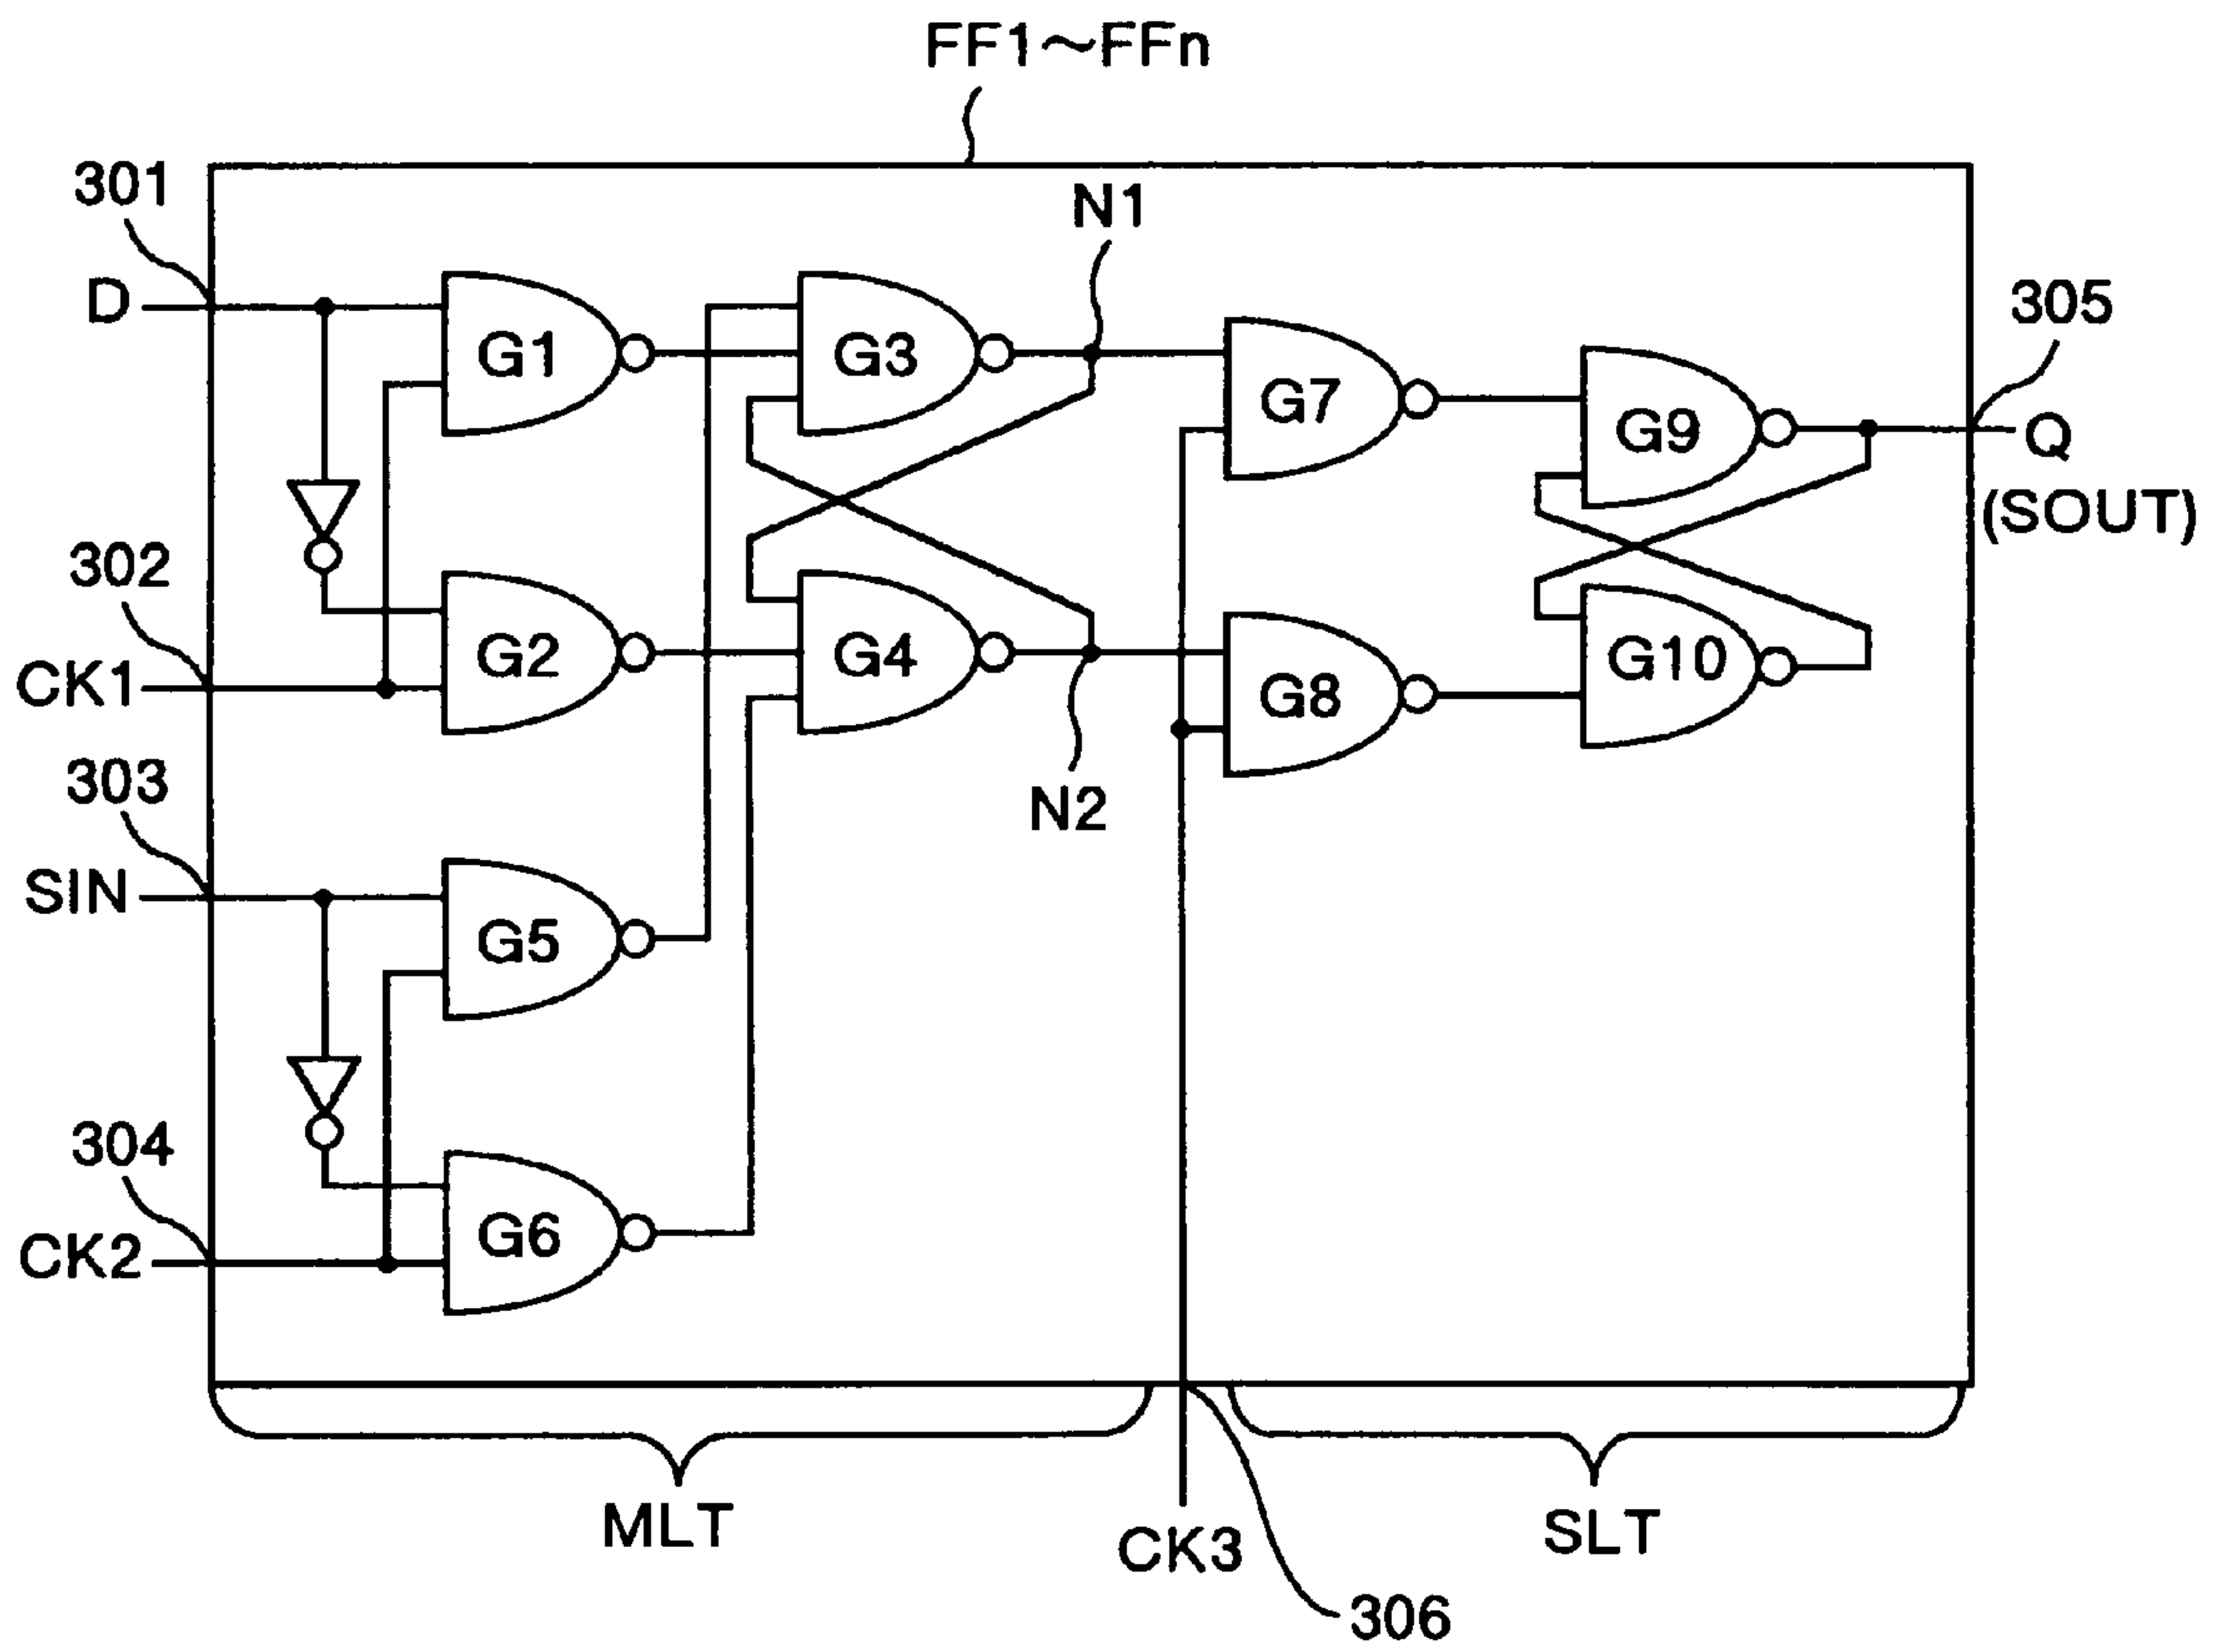 FF1~FFn
301
N1
D
G1
G3
305
G7
G9
Q
(SOUT)
302
CK1
G2
G4
G10
G8
303
N2
SIN
G5
304
CK2
G6
MLT
CK3
SLT
306